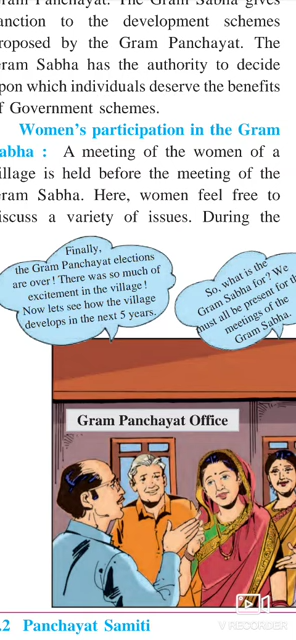 Gram Panchayat. The Gram Sabha gives
sanction to the development schemes
proposed by the Gram Panchayat. The
Gram Sabha has the authority to decide
upon which individuals deserve the benefits
of Government schemes.
Women's participation in the Gram
Sabha : A meeting of the women of a
village is held before the meeting of the
Gram Sabha. Here, women feel free to
discuss a variety of issues. During the
Finally,
the Gram Panchayat elections
are over! There was so much of
excitement in the village!
Now lets see how the village
develops in the next 5 years.
So, what is the
Gram Sabha for? We
must all be present for the
meetings of the
Gram Sabha.
Gram Panchayat Office
V RECORDER
.2 Panchayat Samiti